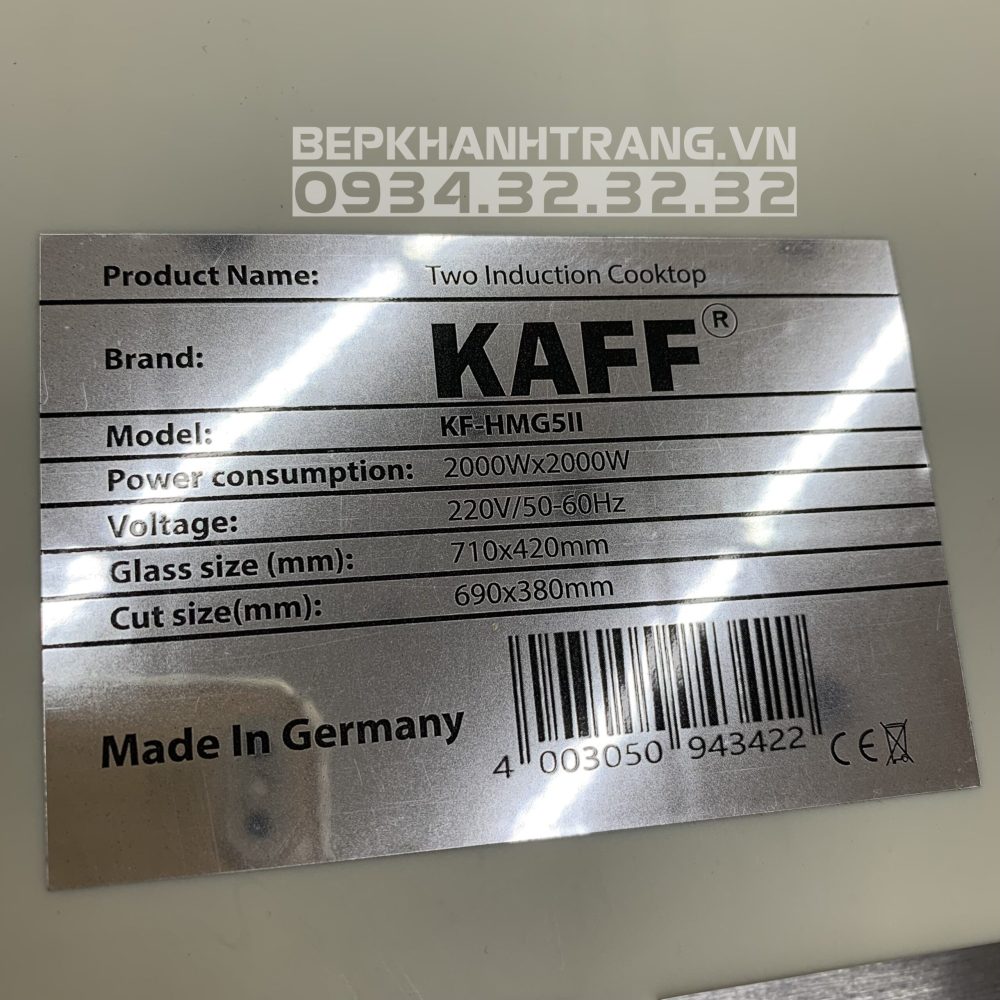 BEPKHANHTRANG.VN
0934.32.32.32
Product Name: Two Induction Cooktop
Brand: KAFF®
Model: KF-HMG5II
Power consumption: 2000Wx2000W
Voltage: 220V/50-60Hz
Glass size (mm): 710x420mm
Cut size(mm): 690x380mm
Made In Germany
4 003050 943422 CE